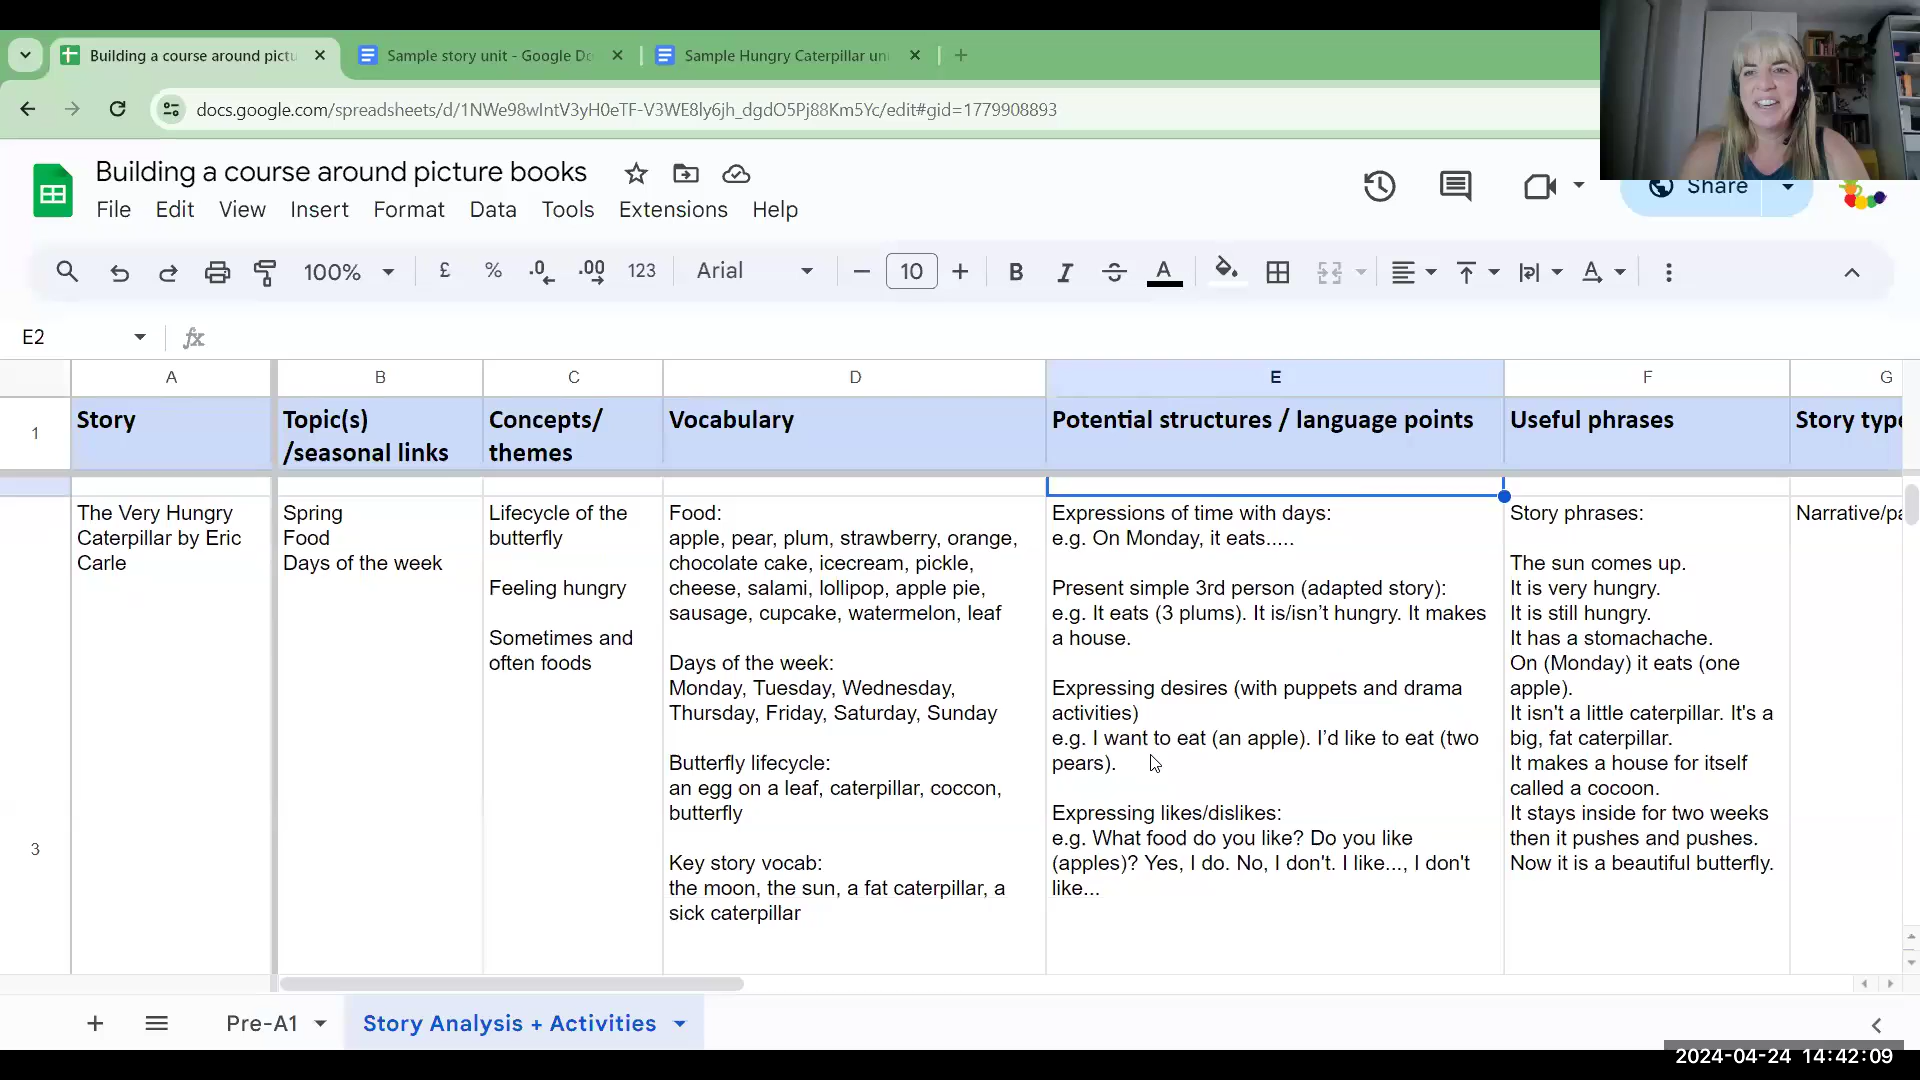 Building a course around pictu
Sample story unit - Google Do
Sample Hungry Caterpillar uni
docs.google.com/spreadsheets/d/1NWe98wIntV3yH0eTF-V3WE8ly6jh_dgdO5Pj88Km5Yc/edit#gid=1779908893
Building a course around picture books
File Edit View Insert Format Data Tools Extensions Help
Share
100% £ % .0 .00 123 Arial 10 B I A
E2 fx
A B C D E F G
1
Story
Topic(s)
/seasonal links
Concepts/
themes
Vocabulary
Potential structures / language points
Useful phrases
Story type
3
The Very Hungry
Caterpillar by Eric
Carle
Spring
Food
Days of the week
Lifecycle of the
butterfly
Feeling hungry
Sometimes and
often foods
Food:
apple, pear, plum, strawberry, orange,
chocolate cake, icecream, pickle,
cheese, salami, lollipop, apple pie,
sausage, cupcake, watermelon, leaf
Days of the week:
Monday, Tuesday, Wednesday,
Thursday, Friday, Saturday, Sunday
Butterfly lifecycle:
an egg on a leaf, caterpillar, coccon,
butterfly
Key story vocab:
the moon, the sun, a fat caterpillar, a
sick caterpillar
Expressions of time with days:
e.g. On Monday, it eats.....
Present simple 3rd person (adapted story):
e.g. It eats (3 plums). It is/isn’t hungry. It makes
a house.
Expressing desires (with puppets and drama
activities)
e.g. I want to eat (an apple). I’d like to eat (two
pears).
Expressing likes/dislikes:
e.g. What food do you like? Do you like
(apples)? Yes, I do. No, I don't. I like..., I don't
like...
Story phrases:
The sun comes up.
It is very hungry.
It is still hungry.
It has a stomachache.
On (Monday) it eats (one
apple).
It isn't a little caterpillar. It's a
big, fat caterpillar.
It makes a house for itself
called a cocoon.
It stays inside for two weeks
then it pushes and pushes.
Now it is a beautiful butterfly.
Narrative/pa
Pre-A1
Story Analysis + Activities
2024-04-24 14:42:09